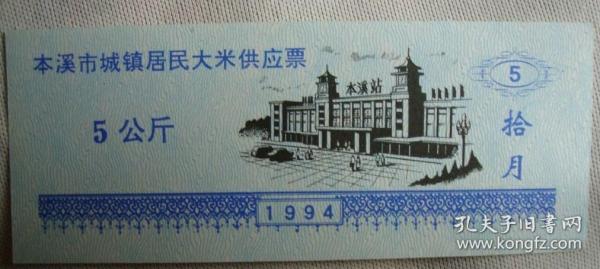 本溪市城镇居民大米供应票
5公斤
本溪站
5
拾月
1994
孔夫子旧书网
www.kongfz.com